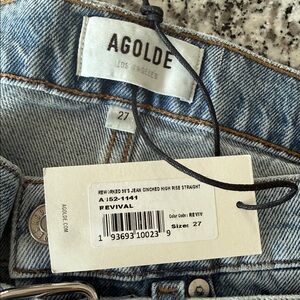 AGOLDE
LOS ANGELES
27
REWORKED 90'S JEAN CINCHED HIGH RISE STRAIGHT
A152-1141
REVIVAL
Color Code: REVIV
Size: 27
1 93693 10023 9
AGOLDE.COM